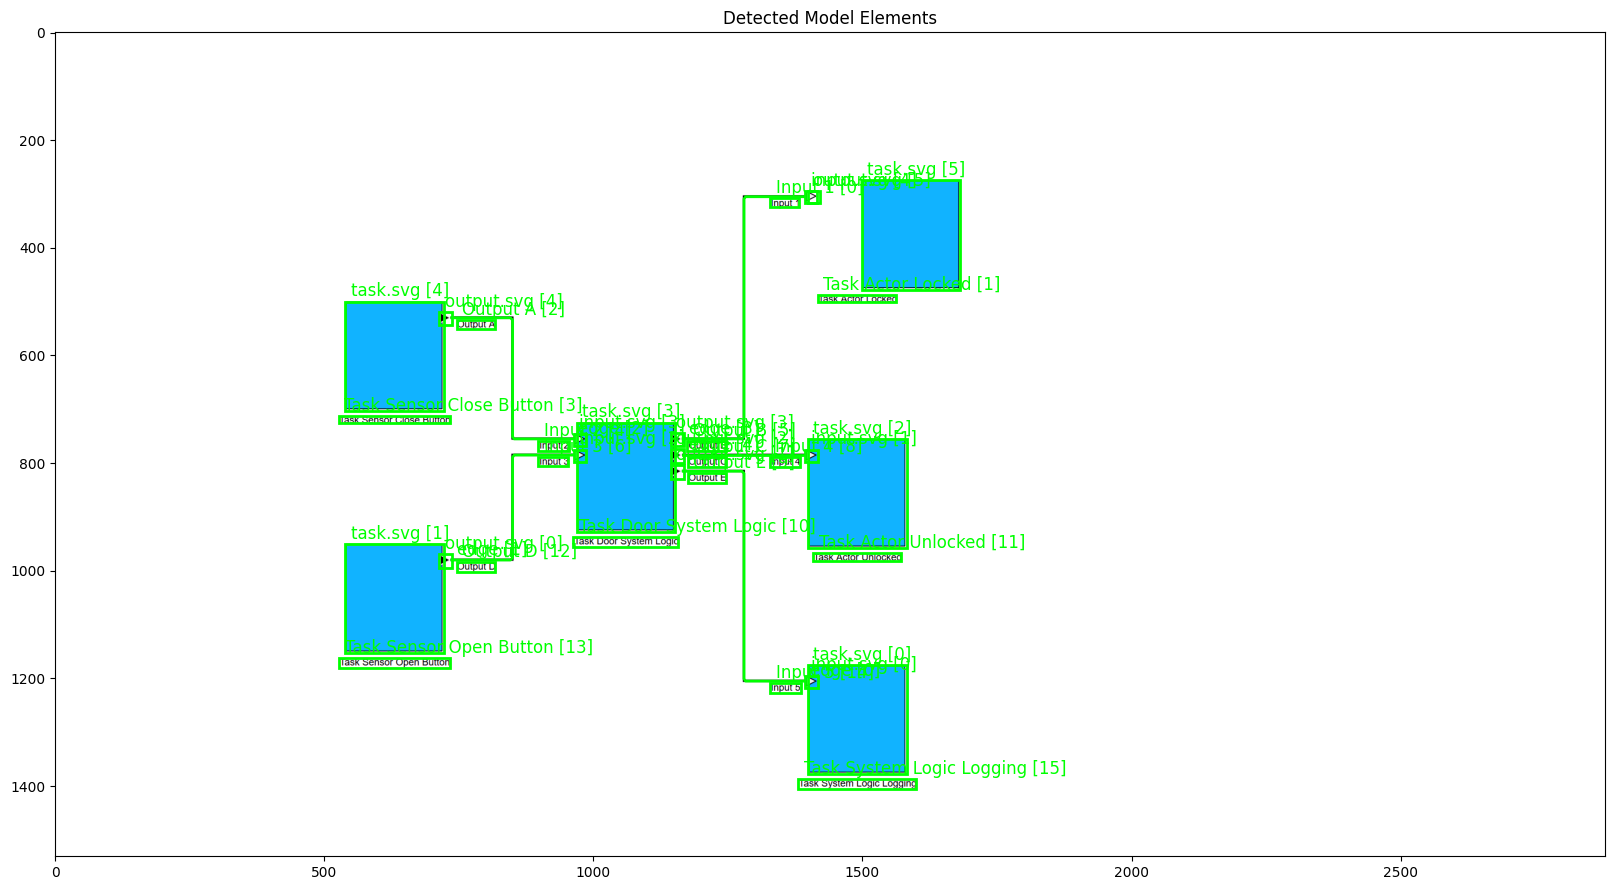 Detected Model Elements
0
200
400
600
800
1000
1200
1400
0
500
1000
1500
2000
2500
task.svg [5]
Input 1 [0]
Input 1
Task Actor Locked [1]
Task Actor Locked
task.svg [4]
output.svg [4]
Output A [2]
Output A
Task Sensor Close Button [3]
Task Sensor Close Button
task.svg [3]
output.svg [3]
Input 2
Input 3
Output E
Task Door System Logic [10]
Task Door System Logic
task.svg [2]
Input 4
Task Actor Unlocked [11]
Task Actor Unlocked
task.svg [1]
output.svg [0]
Output D [12]
Output D
Task Sensor Open Button [13]
Task Sensor Open Button
task.svg [0]
Input 5
Task System Logic Logging [15]
Task System Logic Logging